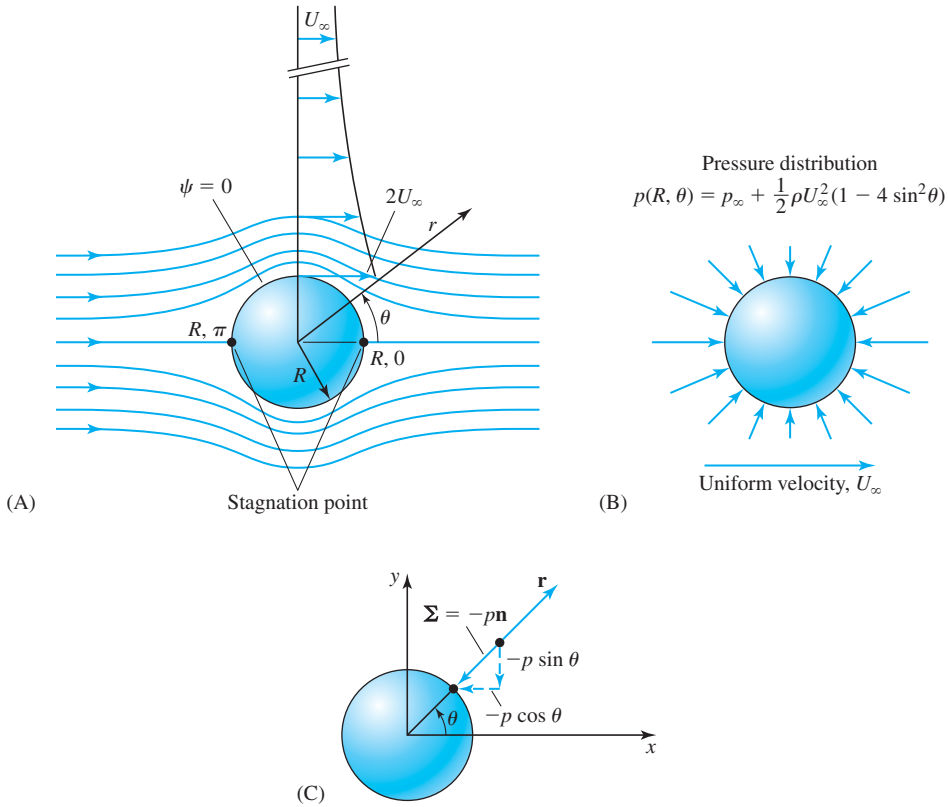 U∞
ψ = 0
2U∞
r
θ
R, π
R, 0
R
Stagnation point
(A)
Pressure distribution
p(R, θ) = p∞ + 1/2 ρU∞²(1 − 4 sin²θ)
Uniform velocity, U∞
(B)
y
r
Σ = −pn
−p sin θ
−p cos θ
θ
x
(C)